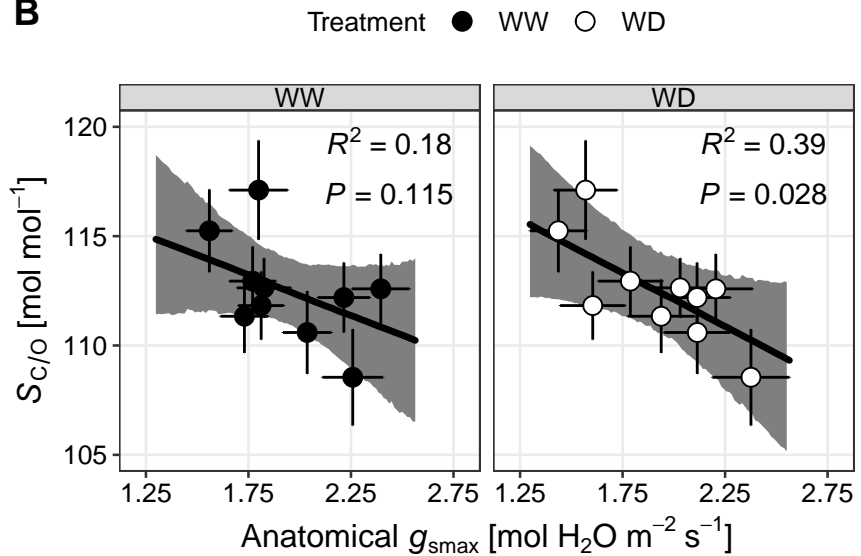 B
Treatment WW WD
WW WD
120
R² = 0.18 R² = 0.39
P = 0.115 P = 0.028
115
110
105
S_C/O [mol mol⁻¹]
1.25 1.75 2.25 2.75 1.25 1.75 2.25 2.75
Anatomical g_smax [mol H₂O m⁻² s⁻¹]